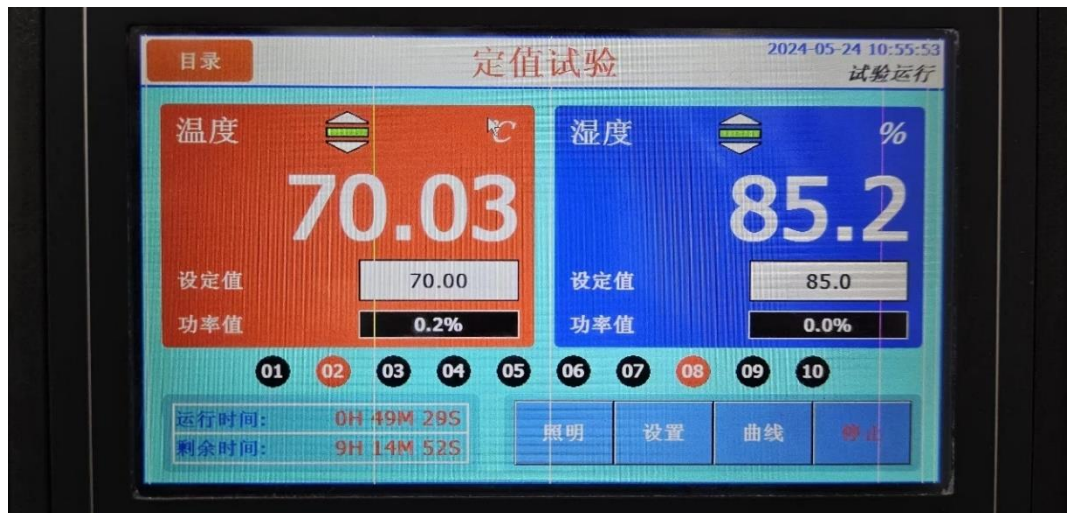 目录
定值试验
2024-05-24 10:55:53
试验运行
温度
℃
湿度
%
70.03
85.2
设定值
70.00
设定值
85.0
功率值
0.2%
功率值
0.0%
01 02 03 04 05 06 07 08 09 10
运行时间: 0H 49M 29S
剩余时间: 9H 14M 52S
照明 设置 曲线 停止